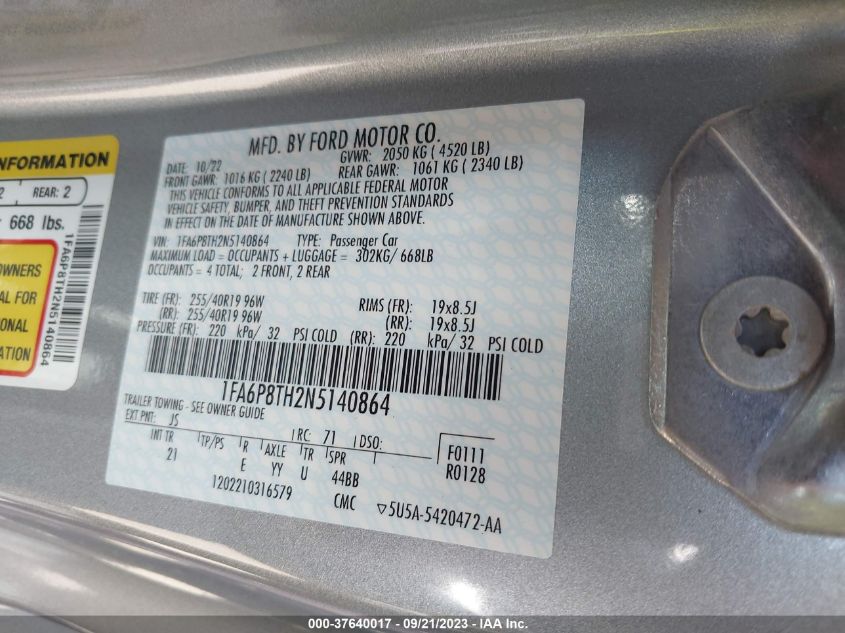 INFORMATION
2 REAR: 2
668 lbs.
OWNERS
AL FOR
ONAL
ATION
1FA6P8TH2N5140864
MFD. BY FORD MOTOR CO.
DATE: 10/22 GVWR: 2050 KG ( 4520 LB)
FRONT GAWR: 1016 KG ( 2240 LB) REAR GAWR: 1061 KG ( 2340 LB)
THIS VEHICLE CONFORMS TO ALL APPLICABLE FEDERAL MOTOR
VEHICLE SAFETY, BUMPER, AND THEFT PREVENTION STANDARDS
IN EFFECT ON THE DATE OF MANUFACTURE SHOWN ABOVE.
VIN: 1FA6P8TH2N5140864 TYPE: Passenger Car
MAXIMUM LOAD = OCCUPANTS + LUGGAGE = 302KG/ 668LB
OCCUPANTS = 4 TOTAL; 2 FRONT, 2 REAR
TIRE (FR): 255/40R19 96W RIMS (FR): 19x8.5J
(RR): 255/40R19 96W (RR): 19x8.5J
PRESSURE (FR): 220 kPa/ 32 PSI COLD (RR): 220 kPa/ 32 PSI COLD
1FA6P8TH2N5140864
TRAILER TOWING - SEE OWNER GUIDE
EXT PNT: JS RC: 71 DSO:
INT TR TP/PS R AXLE TR SPR F0111
21 E YY U 44BB R0128
1202210316579 CMC ▽5U5A-5420472-AA
000-37640017 - 09/21/2023 - IAA Inc.